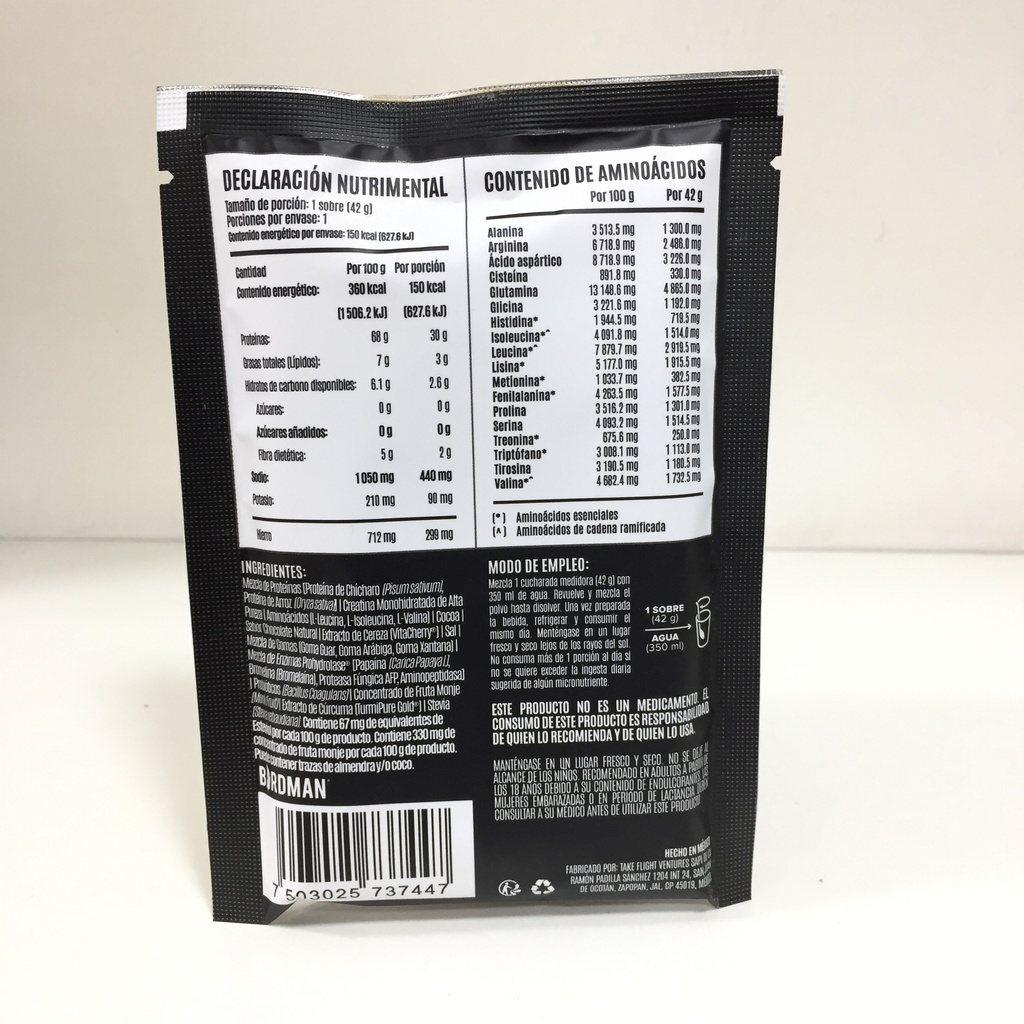 DECLARACIÓN NUTRIMENTAL
Tamaño de porción: 1 sobre (42 g)
Porciones por envase: 1
Contenido energético por envase: 150 kcal (627.6 kJ)
Cantidad Por 100 g Por porción
Contenido energético: 360 kcal 150 kcal
(1 506.2 kJ) (627.6 kJ)
Proteínas: 68 g 30 g
Grasas totales (Lípidos): 7 g 3 g
Hidratos de carbono disponibles: 6.1 g 2.6 g
Azúcares: 0 g 0 g
Azúcares añadidos: 0 g 0 g
Fibra dietética: 5 g 2 g
Sodio: 1 050 mg 440 mg
Potasio: 210 mg 90 mg
Hierro 712 mg 299 mg
CONTENIDO DE AMINOÁCIDOS
Por 100 g Por 42 g
Alanina 3 513.5 mg 1 300.0 mg
Arginina 6 718.9 mg 2 486.0 mg
Ácido aspártico 8 718.9 mg 3 226.0 mg
Cisteína 891.8 mg 330.0 mg
Glutamina 13 148.6 mg 4 865.0 mg
Glicina 3 221.6 mg 1 192.0 mg
Histidina* 1 944.5 mg 719.5 mg
Isoleucina*^ 4 091.8 mg 1 514.0 mg
Leucina*^ 7 879.7 mg 2 919.5 mg
Lisina* 5 177.0 mg 1 915.5 mg
Metionina* 1 033.7 mg 382.5 mg
Fenilalanina* 4 263.5 mg 1 577.5 mg
Prolina 3 516.2 mg 1 301.0 mg
Serina 4 093.2 mg 1 514.5 mg
Treonina* 675.6 mg 250.0 mg
Triptófano* 3 008.1 mg 1 113.0 mg
Tirosina 3 190.5 mg 1 180.5 mg
Valina*^ 4 682.4 mg 1 732.5 mg
(*) Aminoácidos esenciales
(^) Aminoácidos de cadena ramificada
INGREDIENTES:
Mezcla de Proteínas [Proteína de Chícharo (Pisum sativum),
Proteína de Arroz (Oryza sativa)] | Creatina Monohidratada de Alta
Pureza | Aminoácidos (L-Leucina, L-Isoleucina, L-Valina) | Cocoa |
Sabor Chocolate Natural | Extracto de Cereza (VitaCherry®) | Sal |
Mezcla de Gomas (Goma Guar, Goma Arábiga, Goma Xantana) |
Mezcla de Enzimas Prohydrolase® [Papaína (Carica Papaya L),
Bromelina (Bromelaína), Proteasa Fúngica AFP, Aminopeptidasa]
| Probióticos (Bacillus Coagulans) | Concentrado de Fruta Monje
(Monk fruit) | Extracto de Cúrcuma (TurmiPure Gold®) | Stevia
(Stevia rebaudiana). Contiene 67 mg de equivalentes de
Esteviol por cada 100 g de producto. Contiene 330 mg de
concentrado de fruta monje por cada 100 g de producto.
Puede contener trazas de almendra y/o coco.
BIRDMAN
7 503025 737447
MODO DE EMPLEO:
Mezcla 1 cucharada medidora (42 g) con
350 ml de agua. Revuelve y mezcla el
polvo hasta disolver. Una vez preparada
la bebida, refrigerar y consumir el
mismo día. Menténgase en un lugar
fresco y seco lejos de los rayos del sol.
No consuma más de 1 porción al día si
no se quiere exceder la ingesta diaria
sugerida de algún micronutriente.
1 SOBRE
(42 g)
AGUA
(350 ml)
ESTE PRODUCTO NO ES UN MEDICAMENTO. EL
CONSUMO DE ESTE PRODUCTO ES RESPONSABILIDAD
DE QUIEN LO RECOMIENDA Y DE QUIEN LO USA.
MANTÉNGASE EN UN LUGAR FRESCO Y SECO. NO SE DEJE AL
ALCANCE DE LOS NIÑOS. RECOMENDADO EN ADULTOS A PARTIR DE
LOS 18 AÑOS DEBIDO A SU CONTENIDO DE ENDULCORANTES. LAS
MUJERES EMBARAZADAS O EN PERIODO DE LACTANCIA, DEBEN
CONSULTAR A SU MÉDICO ANTES DE UTILIZAR ESTE PRODUCTO
HECHO EN MÉXICO
FABRICADO POR: TAKE FLIGHT VENTURES SAPI DE
RAMÓN PADILLA SÁNCHEZ 1204 INT 24, SAN
DE OCOTÁN, ZAPOPAN, JAL, CP 45019,